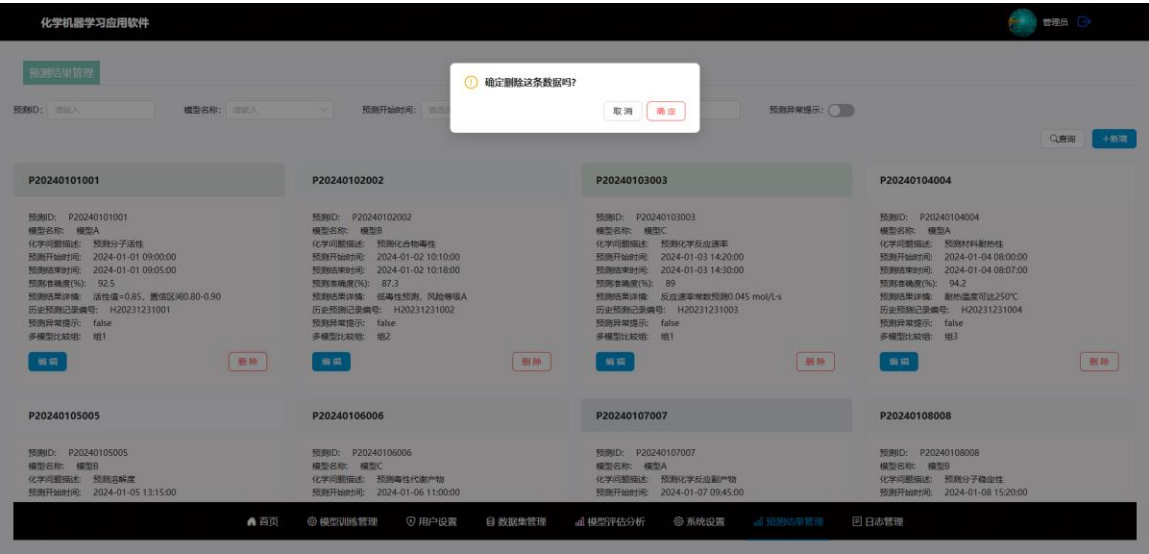 化学机器学习应用软件
管理员
预测结果管理
确定删除这条数据吗?
取 消 确 定
预测ID: 请输入 模型名称: 请输入 预测开始时间: 预测异常提示:
查询 +新增
P20240101001 P20240102002 P20240103003 P20240104004
预测ID: P20240101001
模型名称: 模型A
化学问题描述: 预测分子活性
预测开始时间: 2024-01-01 09:00:00
预测结束时间: 2024-01-01 09:05:00
预测准确度(%): 92.5
预测结果详情: 活性值=0.85, 置信区间0.80-0.90
历史预测记录编号: H20231231001
预测异常提示: false
多模型比较组: 组1
编 辑 删 除
预测ID: P20240102002
模型名称: 模型B
化学问题描述: 预测化合物毒性
预测开始时间: 2024-01-02 10:10:00
预测结束时间: 2024-01-02 10:18:00
预测准确度(%): 87.3
预测结果详情: 低毒性预测, 风险等级A
历史预测记录编号: H20231231002
预测异常提示: false
多模型比较组: 组2
编 辑 删 除
预测ID: P20240103003
模型名称: 模型C
化学问题描述: 预测化学反应速率
预测开始时间: 2024-01-03 14:20:00
预测结束时间: 2024-01-03 14:30:00
预测准确度(%): 89
预测结果详情: 反应速率常数预测0.045 mol/L·s
历史预测记录编号: H20231231003
预测异常提示: false
多模型比较组: 组1
编 辑 删 除
预测ID: P20240104004
模型名称: 模型A
化学问题描述: 预测材料耐热性
预测开始时间: 2024-01-04 08:00:00
预测结束时间: 2024-01-04 08:07:00
预测准确度(%): 94.2
预测结果详情: 耐热温度可达250℃
历史预测记录编号: H20231231004
预测异常提示: false
多模型比较组: 组3
编 辑 删 除
P20240105005 P20240106006 P20240107007 P20240108008
预测ID: P20240105005
模型名称: 模型B
化学问题描述: 预测溶解度
预测开始时间: 2024-01-05 13:15:00
预测ID: P20240106006
模型名称: 模型C
化学问题描述: 预测毒性代谢产物
预测开始时间: 2024-01-06 11:00:00
预测ID: P20240107007
模型名称: 模型A
化学问题描述: 预测化学反应副产物
预测开始时间: 2024-01-07 09:45:00
预测ID: P20240108008
模型名称: 模型B
化学问题描述: 预测分子稳定性
预测开始时间: 2024-01-08 15:20:00
首页 模型训练管理 用户设置 数据集管理 模型评估分析 系统设置 预测结果管理 日志管理